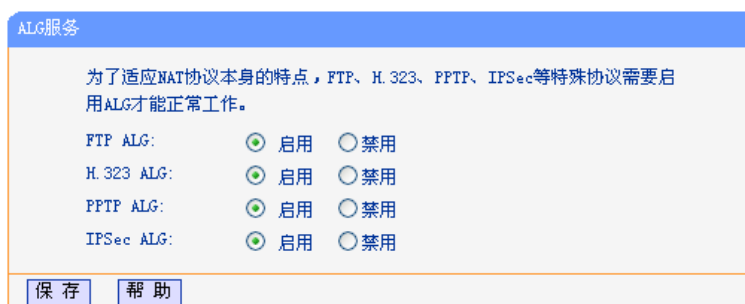 ALG服务
为了适应NAT协议本身的特点，FTP、H.323、PPTP、IPSec等特殊协议需要启
用ALG才能正常工作。
FTP ALG: 启用 禁用
H.323 ALG: 启用 禁用
PPTP ALG: 启用 禁用
IPSec ALG: 启用 禁用
保 存 帮 助